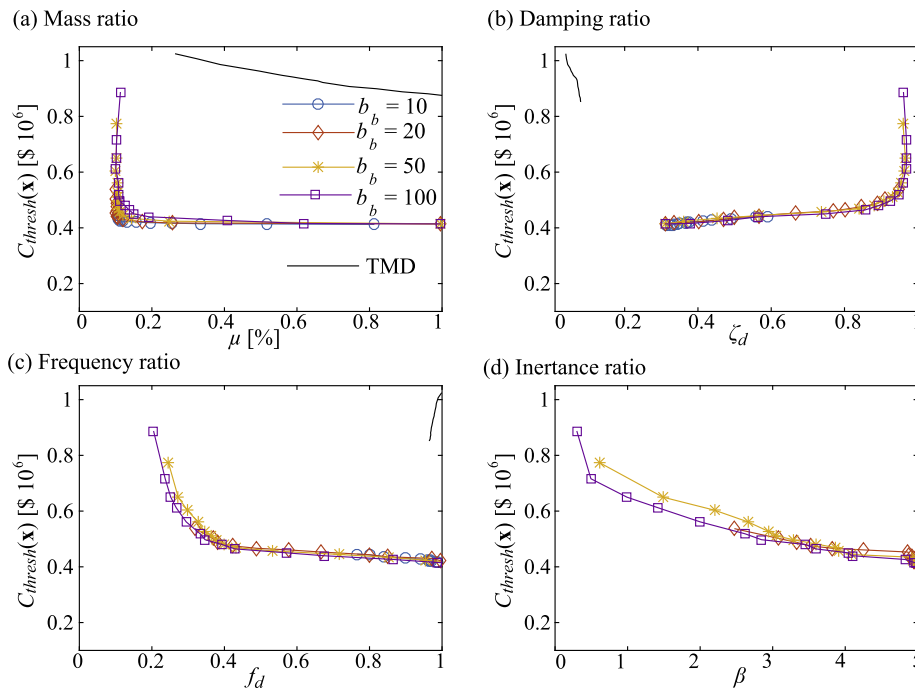 (a) Mass ratio
C_thresh(x) [$ 10^6]
1
0.8
0.6
0.4
0.2
b_b = 10
b_b = 20
b_b = 50
b_b = 100
TMD
0 0.2 0.4 0.6 0.8 1
μ [%]
(b) Damping ratio
C_thresh(x) [$ 10^6]
1
0.8
0.6
0.4
0.2
0 0.2 0.4 0.6 0.8 1
ζ_d
(c) Frequency ratio
C_thresh(x) [$ 10^6]
1
0.8
0.6
0.4
0.2
0 0.2 0.4 0.6 0.8 1
f_d
(d) Inertance ratio
C_thresh(x) [$ 10^6]
1
0.8
0.6
0.4
0.2
0 1 2 3 4 5
β